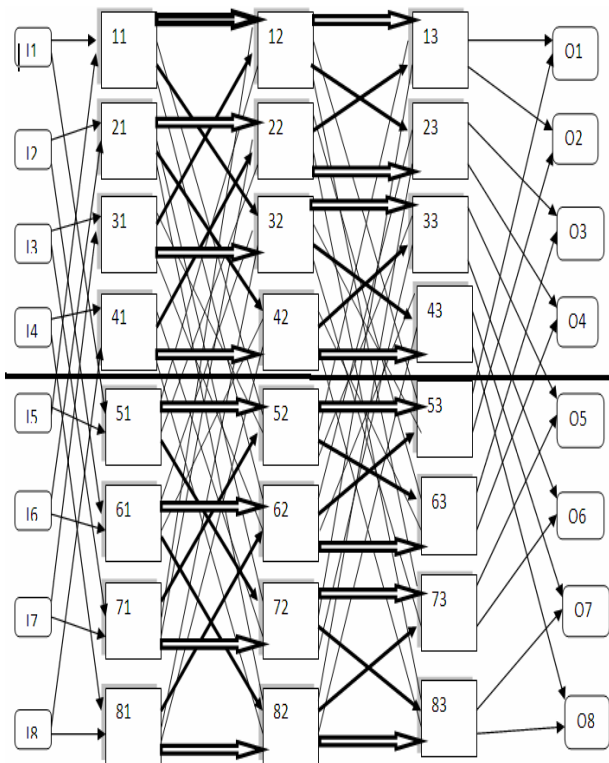 I1 11 12 13 O1
I2 21 22 23 O2
I3 31 32 33 O3
I4 41 42 43 O4
I5 51 52 53 O5
I6 61 62 63 O6
I7 71 72 73 O7
I8 81 82 83 O8